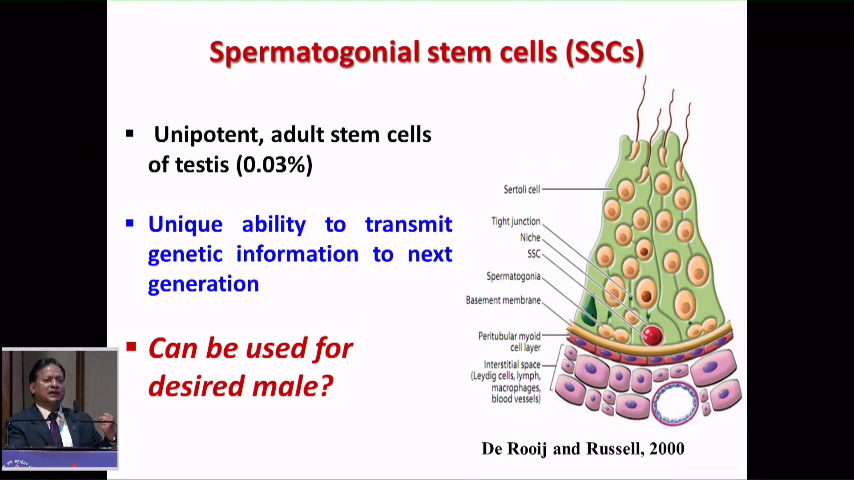 Spermatogonial stem cells (SSCs)
Unipotent, adult stem cells
of testis (0.03%)
Unique ability to transmit
genetic information to next
generation
Can be used for
desired male?
Sertoli cell
Tight junction
Niche
SSC
Spermatogonia
Basement membrane
Peritubular myoid
cell layer
Interstitial space
(Leydig cells, lymph,
macrophages,
blood vessels)
De Rooij and Russell, 2000